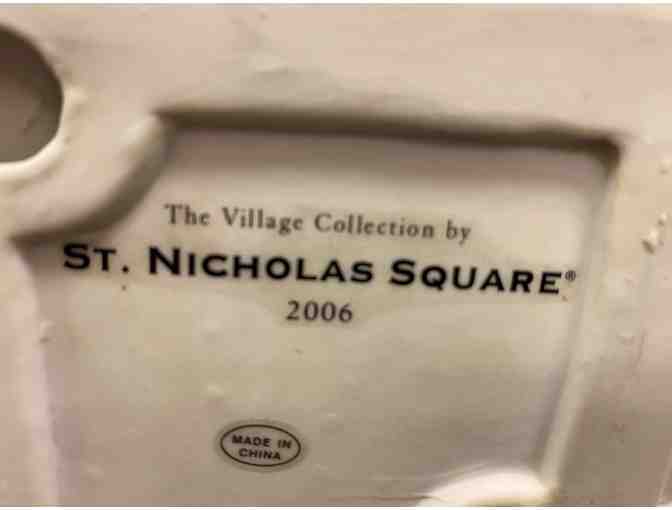 The Village Collection by
ST. NICHOLAS SQUARE®
2006
MADE IN
CHINA